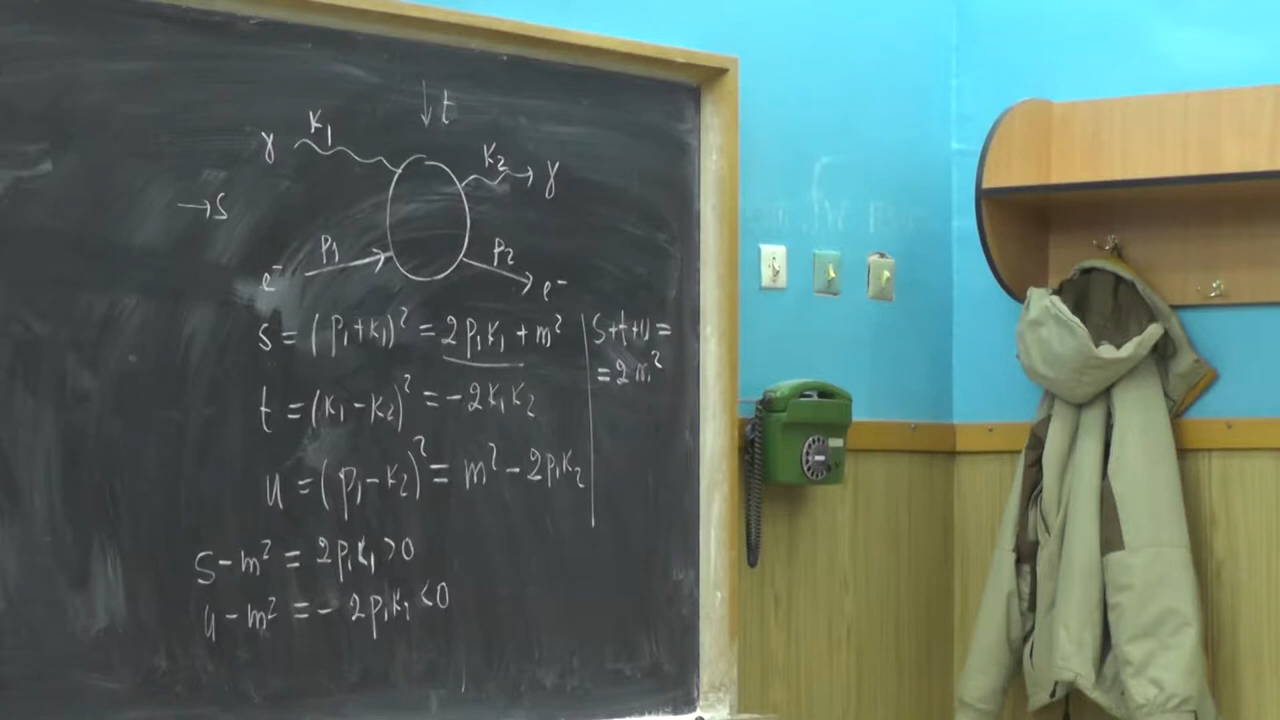 ↓ t
γ K₁ K₂ γ
→ s
e⁻ p₁ p₂ e⁻
s = (p₁+k₁)² = 2p₁k₁ + m²
t = (k₁-k₂)² = -2k₁k₂
u = (p₁-k₂)² = m² - 2p₁k₂
s+t+u =
= 2m²
s-m² = 2p₁k₁ > 0
u-m² = - 2p₁k₂ < 0